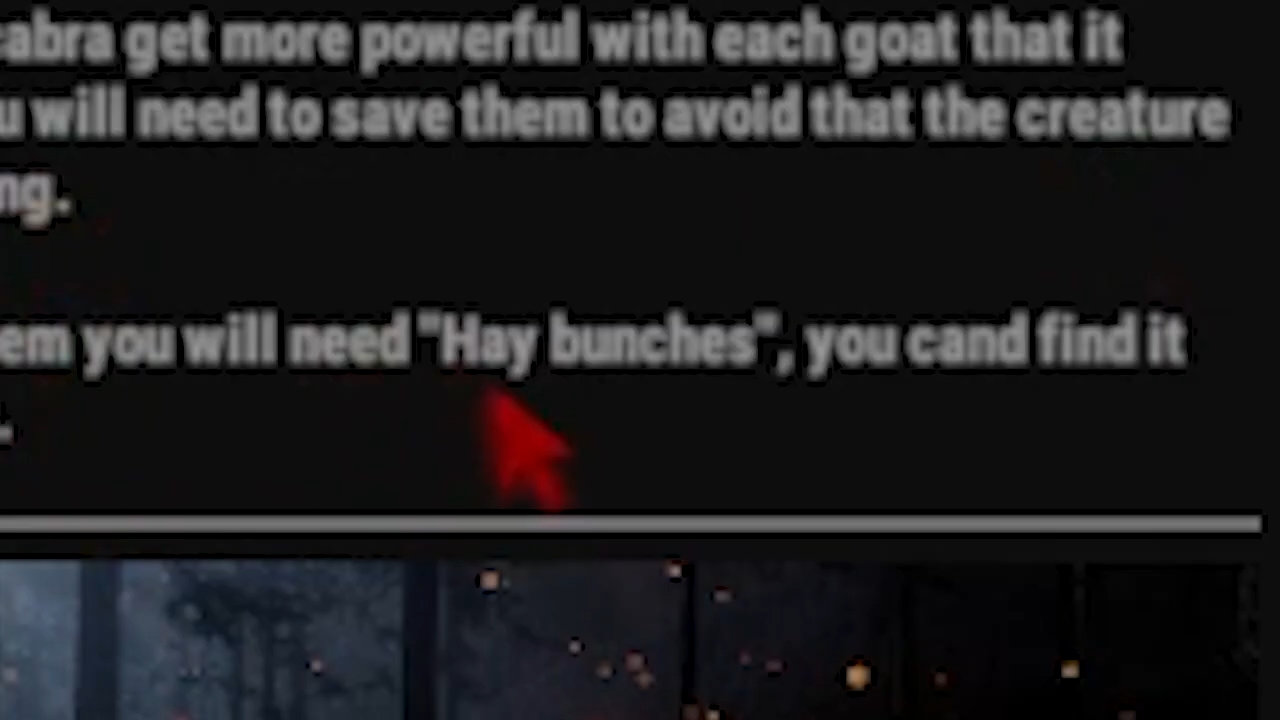 cabra get more powerful with each goat that it
u will need to save them to avoid that the creature
ng.
em you will need "Hay bunches", you cand find it
.